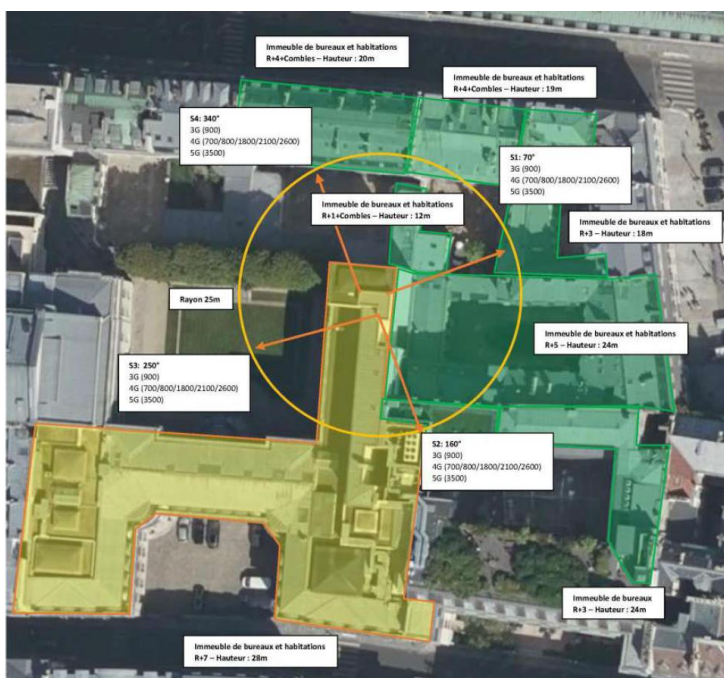 Immeuble de bureaux et habitations
R+4+Combles – Hauteur : 20m
Immeuble de bureaux et habitations
R+4+Combles – Hauteur : 19m
S4: 340°
3G (900)
4G (700/800/1800/2100/2600)
5G (3500)
S1: 70°
3G (900)
4G (700/800/1800/2100/2600)
5G (3500)
Immeuble de bureaux et habitations
R+1+Combles – Hauteur : 12m
Immeuble de bureaux et habitations
R+3 – Hauteur : 18m
Rayon 25m
Immeuble de bureaux et habitations
R+5 – Hauteur : 24m
S3: 250°
3G (900)
4G (700/800/1800/2100/2600)
5G (3500)
S2: 160°
3G (900)
4G (700/800/1800/2100/2600)
5G (3500)
Immeuble de bureaux
R+3 – Hauteur : 24m
Immeuble de bureaux et habitations
R+7 – Hauteur : 28m